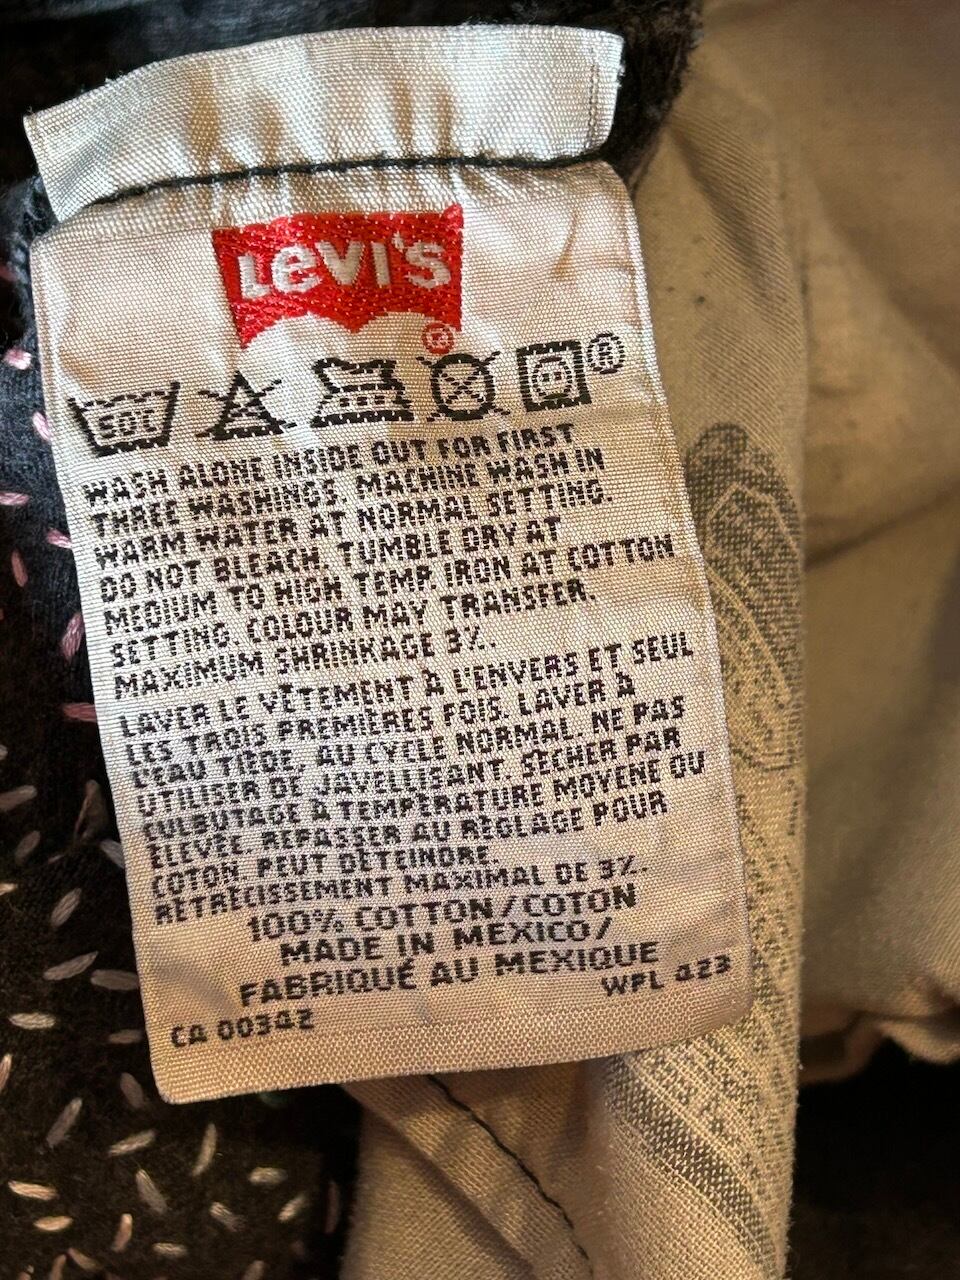 LEVI'S
®
50C
®
WASH ALONE INSIDE OUT FOR FIRST
THREE WASHINGS. MACHINE WASH IN
WARM WATER AT NORMAL SETTING.
DO NOT BLEACH. TUMBLE DRY AT
MEDIUM TO HIGH TEMP. IRON AT COTTON
SETTING. COLOUR MAY TRANSFER.
MAXIMUM SHRINKAGE 3%.
LAVER LE VÊTEMENT À L'ENVERS ET SEUL
LES TROIS PREMIÈRES FOIS. LAVER À
L'EAU TIÈDE, AU CYCLE NORMAL. NE PAS
UTILISER DE JAVELLISANT. SÉCHER PAR
CULBUTAGE À TEMPÉRATURE MOYENE OU
ÉLEVÉE. REPASSER AU RÉGLAGE POUR
COTON. PEUT DÉTEINDRE.
RÉTRÉCISSEMENT MAXIMAL DE 3%.
100% COTTON/COTON
MADE IN MEXICO/
FABRIQUÉ AU MEXIQUE
WPL 423
CA 00342